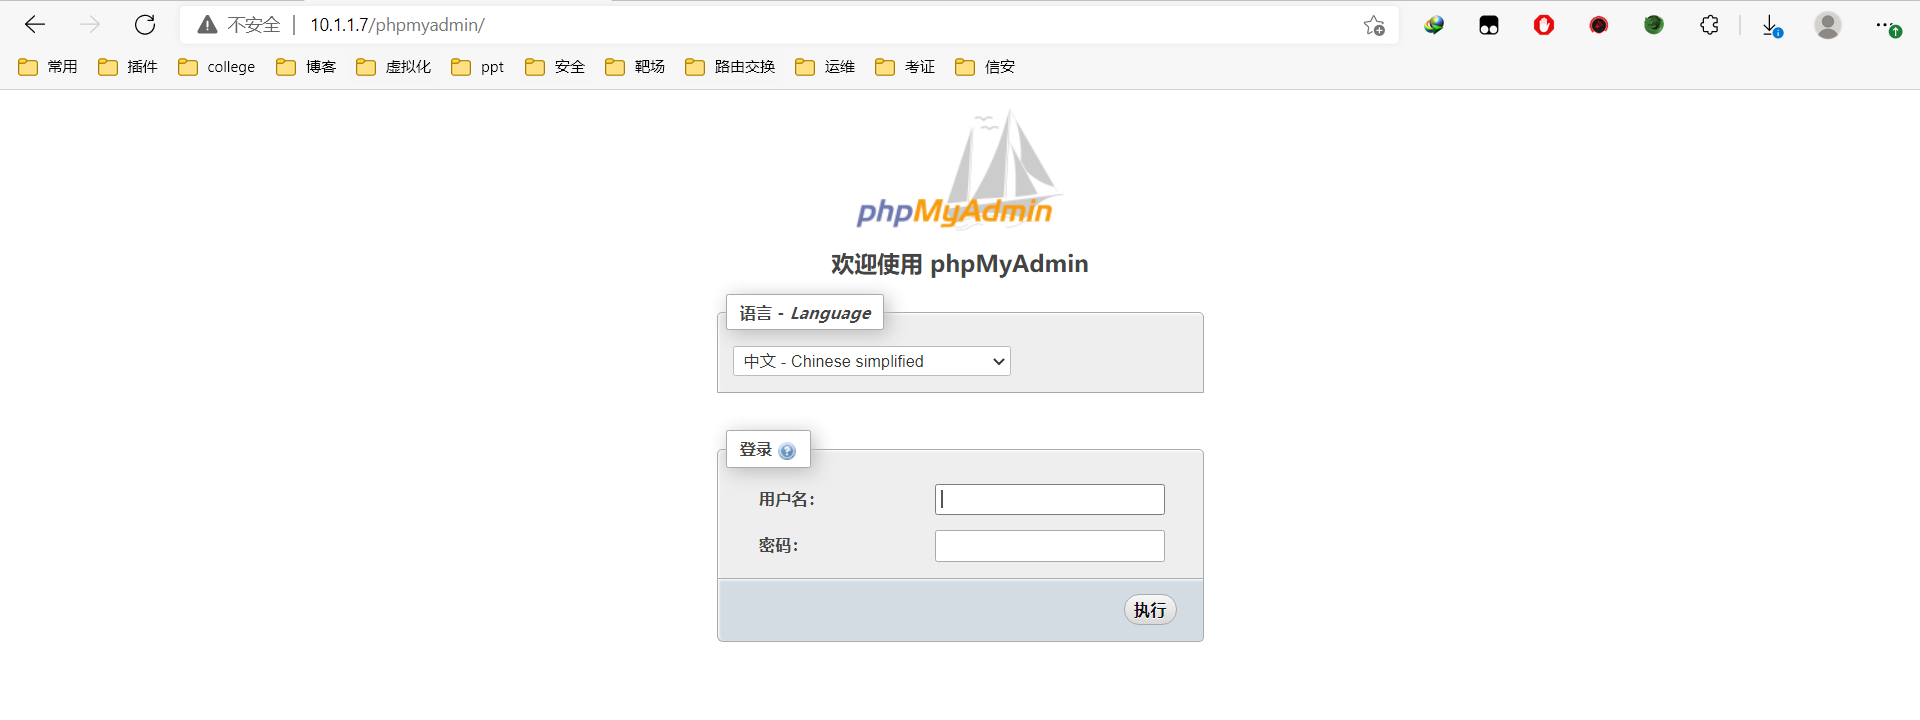 不安全 10.1.1.7/phpmyadmin/
常用 插件 college 博客 虚拟化 ppt 安全 靶场 路由交换 运维 考证 信安
phpMyAdmin
欢迎使用 phpMyAdmin
语言 - Language
中文 - Chinese simplified
登录
用户名：
密码：
执行